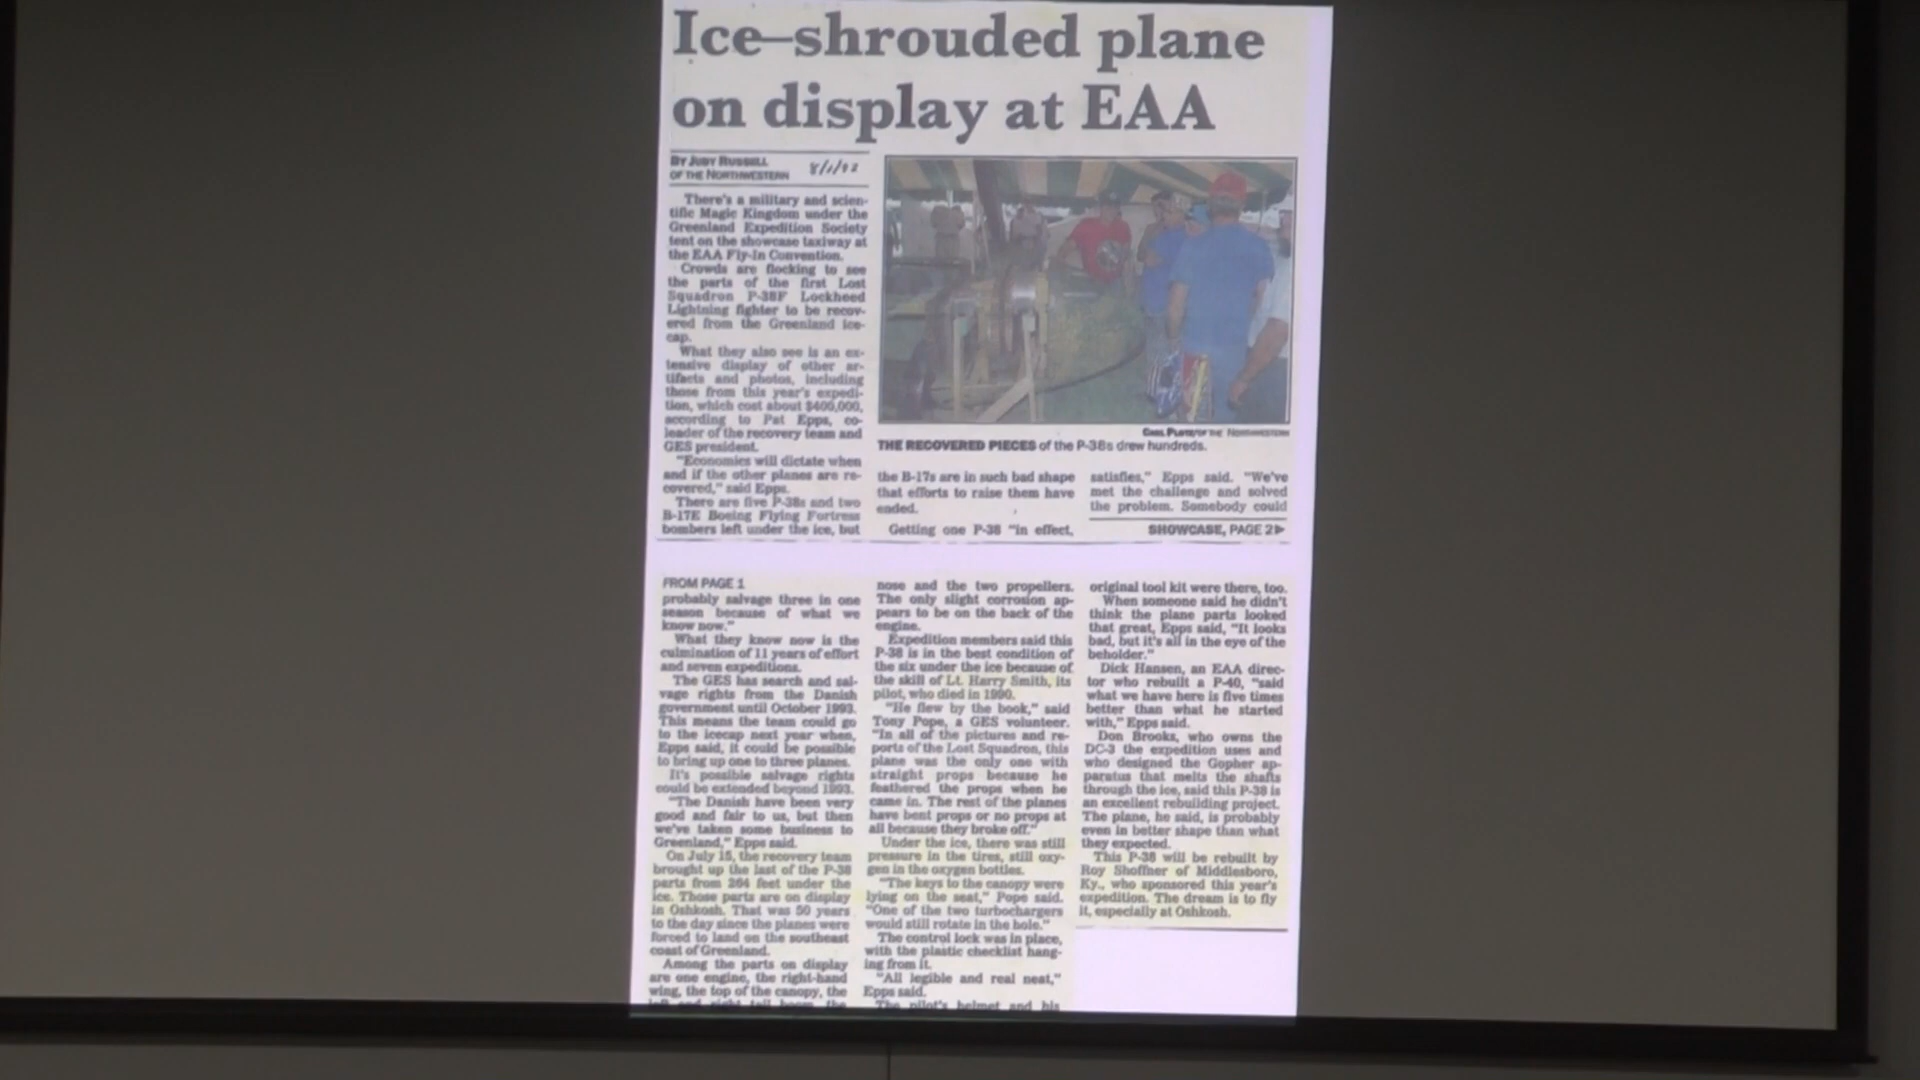 Ice–shrouded plane
on display at EAA
BY JUDY RUSSELL
OF THE NORTHWESTERN
There's a military and scien-
tific Magic Kingdom under the
Greenland Expedition Society
tent on the showcase taxiway at
the EAA Fly-In Convention.
Crowds are flocking to see
the parts of the first Lost
Squadron P-38F Lockheed
Lightning fighter to be recov-
ered from the Greenland ice-
cap.
What they also see is an ex-
tensive display of other ar-
tifacts and photos, including
those from this year's expedi-
tion, which cost about $400,000,
according to Pat Epps, co-
leader of the recovery team and
GES president.
"Economics will dictate when
and if the other planes are re-
covered," said Epps.
There are five P-38s and two
B-17E Boeing Flying Fortress
bombers left under the ice, but
OF THE NORTHWESTERN
THE RECOVERED PIECES of the P-38s drew hundreds.
the B-17s are in such bad shape
that efforts to raise them have
ended.
Getting one P-38 "in effect,
satisfies," Epps said. "We've
met the challenge and solved
the problem. Somebody could
SHOWCASE, PAGE 2▶
FROM PAGE 1
probably salvage three in one
season because of what we
know now."
What they know now is the
culmination of 11 years of effort
and seven expeditions.
The GES has search and sal-
vage rights from the Danish
government until October 1993.
This means the team could go
to the icecap next year when,
Epps said, it could be possible
to bring up one to three planes.
It's possible salvage rights
could be extended beyond 1993.
"The Danish have been very
good and fair to us, but then
we've taken some business to
Greenland," Epps said.
On July 15, the recovery team
brought up the last of the P-38
parts from 264 feet under the
ice. Those parts are on display
in Oshkosh. That was 50 years
to the day since the planes were
forced to land on the southeast
coast of Greenland.
Among the parts on display
are one engine, the right-hand
wing, the top of the canopy, the
left and right tail boom, the
nose and the two propellers.
The only slight corrosion ap-
pears to be on the back of the
engine.
Expedition members said this
P-38 is in the best condition of
the six under the ice because of
the skill of Lt. Harry Smith, its
pilot, who died in 1990.
"He flew by the book," said
Tony Pope, a GES volunteer.
"In all of the pictures and re-
ports of the Lost Squadron, this
plane was the only one with
straight props because he
feathered the props when he
came in. The rest of the planes
have bent props or no props at
all because they broke off."
Under the ice, there was still
pressure in the tires, still oxy-
gen in the oxygen bottles.
"The keys to the canopy were
lying on the seat," Pope said.
"One of the two turbochargers
would still rotate in the hole."
The control lock was in place,
with the plastic checklist hang-
ing from it.
"All legible and real neat,"
Epps said.
The pilot's helmet and his
original tool kit were there, too.
When someone said he didn't
think the plane parts looked
that great, Epps said, "It looks
bad, but it's all in the eye of the
beholder."
Dick Hansen, an EAA direc-
tor who rebuilt a P-40, "said
what we have here is five times
better than what he started
with," Epps said.
Don Brooks, who owns the
DC-3 the expedition uses and
who designed the Gopher ap-
paratus that melts the shafts
through the ice, said this P-38 is
an excellent rebuilding project.
The plane, he said, is probably
even in better shape than what
they expected.
This P-38 will be rebuilt by
Roy Shoffner of Middlesboro,
Ky., who sponsored this year's
expedition. The dream is to fly
it, especially at Oshkosh.